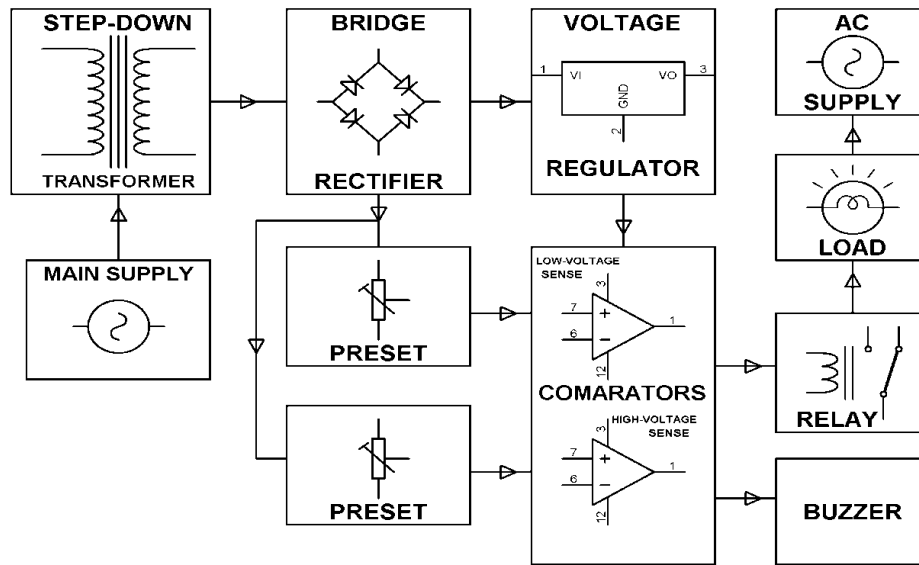 STEP-DOWN
TRANSFORMER
BRIDGE
RECTIFIER
VOLTAGE
1
VI
VO
3
GND
2
REGULATOR
AC
SUPPLY
LOAD
MAIN SUPPLY
PRESET
LOW-VOLTAGE
SENSE
3
7
+
6
−
1
12
COMARATORS
RELAY
PRESET
HIGH-VOLTAGE
SENSE
3
7
+
6
−
1
12
BUZZER